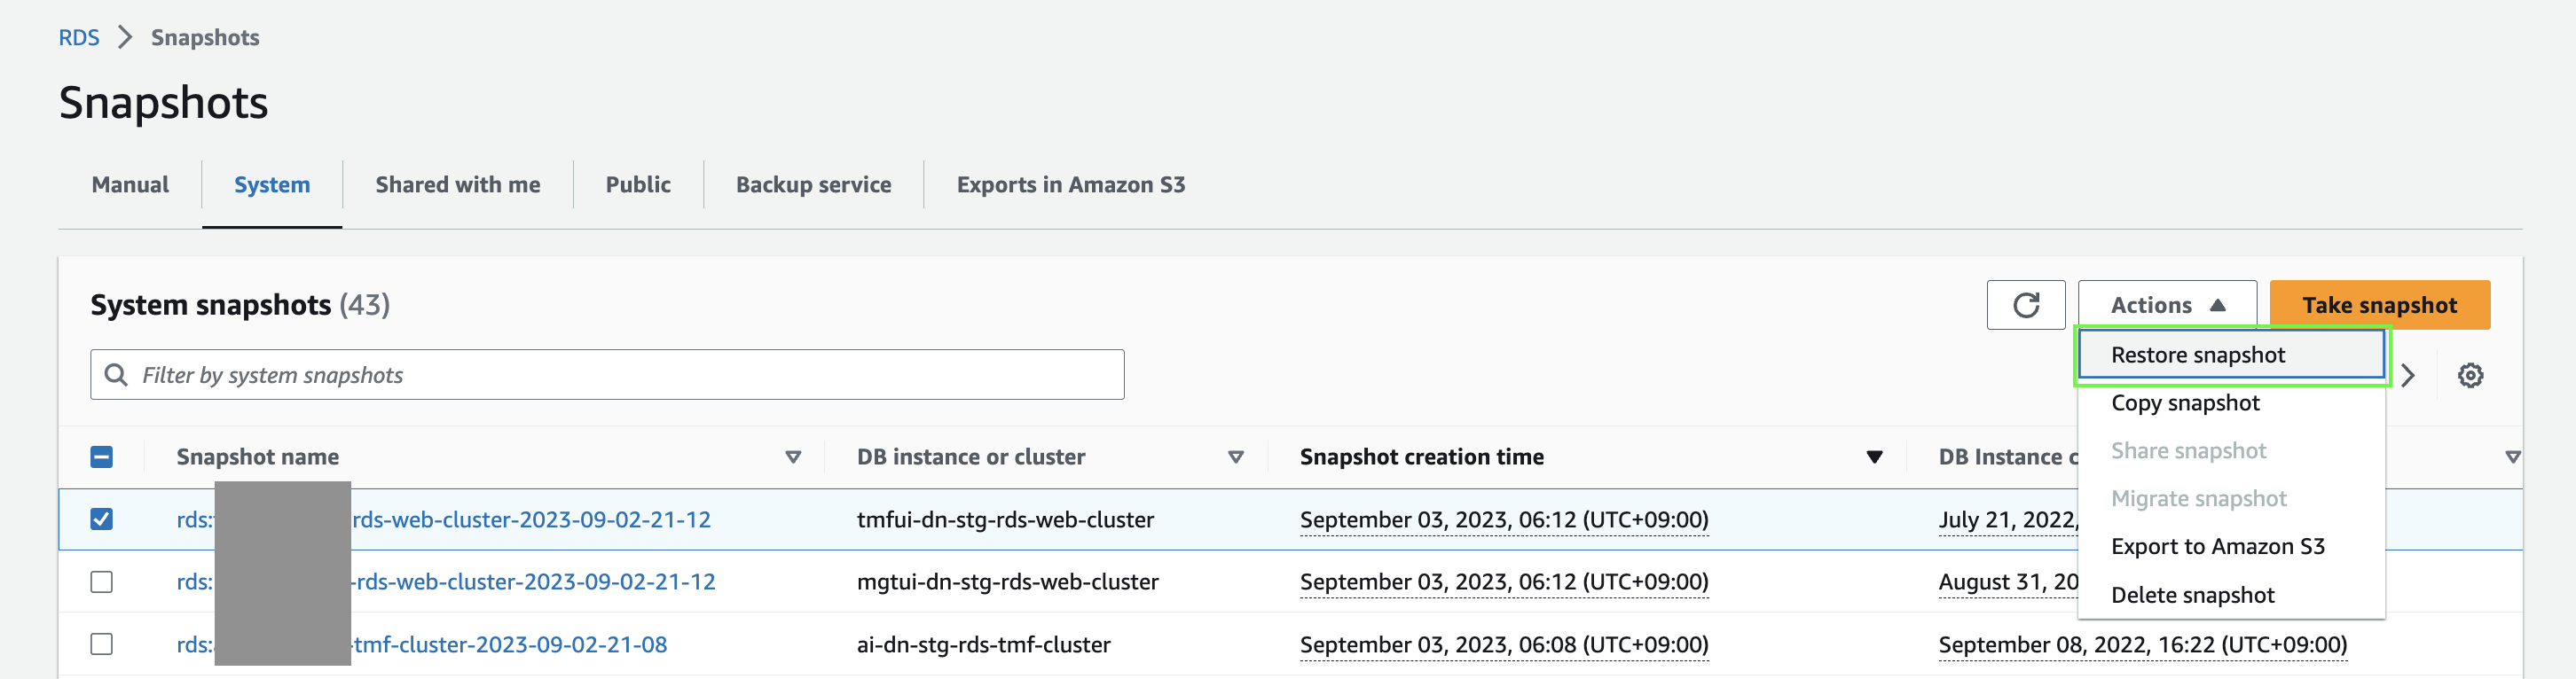 RDS > Snapshots
Snapshots
Manual System Shared with me Public Backup service Exports in Amazon S3
System snapshots (43) Actions Take snapshot
Restore snapshot
Filter by system snapshots
Copy snapshot
Share snapshot
Snapshot name DB instance or cluster Snapshot creation time DB Instance
Migrate snapshot
rds: rds-web-cluster-2023-09-02-21-12 tmfui-dn-stg-rds-web-cluster September 03, 2023, 06:12 (UTC+09:00) July 21, 2022,
Export to Amazon S3
rds: -rds-web-cluster-2023-09-02-21-12 mgtui-dn-stg-rds-web-cluster September 03, 2023, 06:12 (UTC+09:00) August 31, 20
Delete snapshot
rds: -tmf-cluster-2023-09-02-21-08 ai-dn-stg-rds-tmf-cluster September 03, 2023, 06:08 (UTC+09:00) September 08, 2022, 16:22 (UTC+09:00)